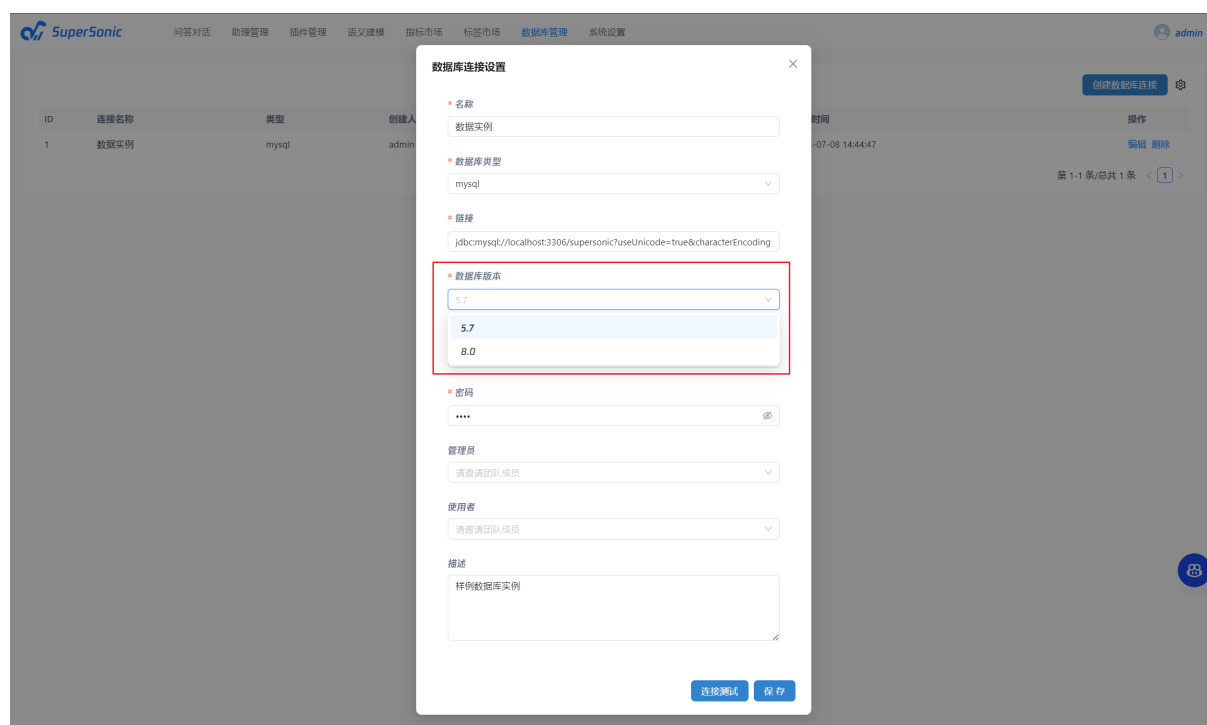 SuperSonic 问答对话 助理管理 插件管理 语义建模 指标市场 标签市场 数据库管理 系统设置 admin
创建数据库连接
ID 连接名称 类型 创建人 时间 操作
1 数据实例 mysql admin -07-08 14:44:47 编辑 删除
第 1-1 条/总共 1 条 < 1 >
数据库连接设置
* 名称
数据实例
* 数据库类型
mysql
* 链接
jdbc:mysql://localhost:3306/supersonic?useUnicode=true&characterEncoding
* 数据库版本
5.7
5.7
8.0
* 密码
••••
管理员
请邀请团队成员
使用者
请邀请团队成员
描述
样例数据库实例
连接测试 保 存